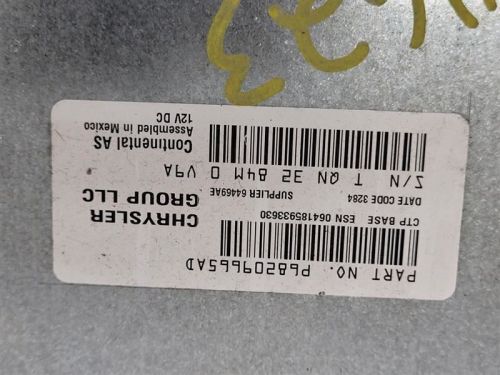 PART NO. P68209665AD
CHRYSLER
GROUP LLC
CTP BASE ESN 06418593630
DATE CODE 3284 SUPPLIER 64469AE
S/N T QN 32 84M 0 V9A
Continental AS
Assembled in Mexico
12V DC